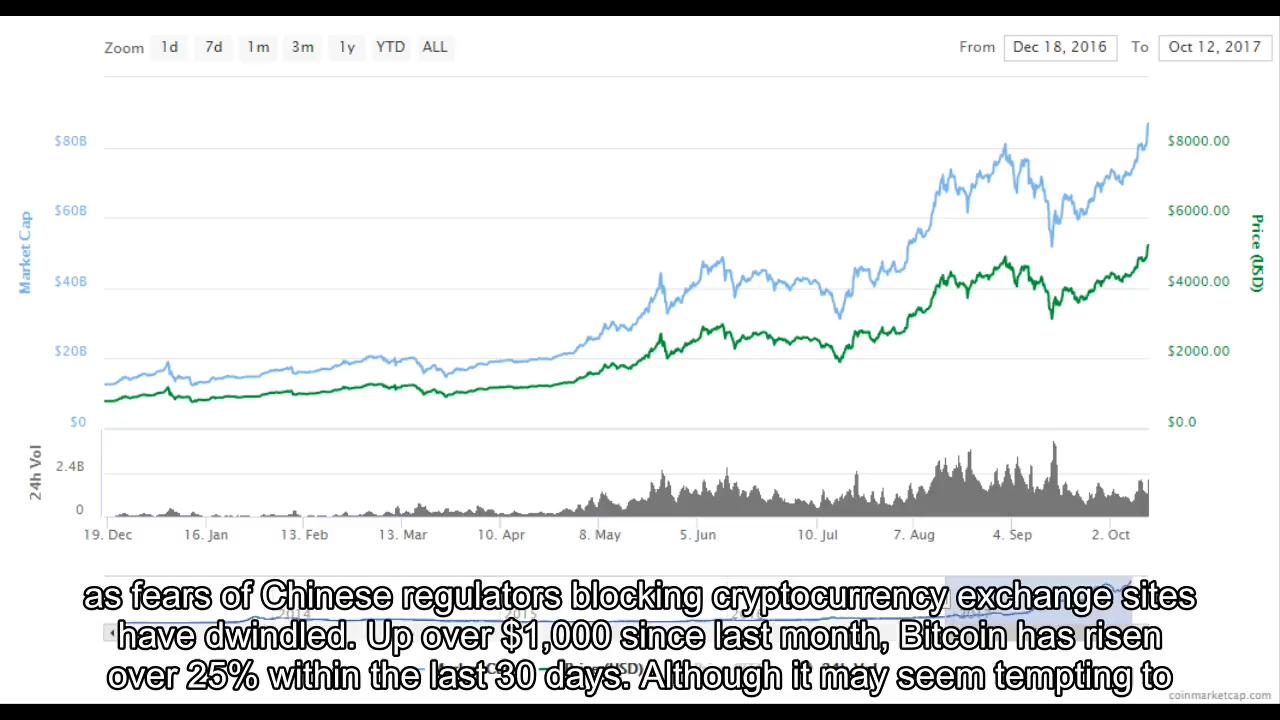 Zoom 1d 7d 1m 3m 1y YTD ALL From Dec 18, 2016 To Oct 12, 2017
$80B $8000.00
$60B $6000.00
Market Cap
Price (USD)
$40B $4000.00
$20B $2000.00
$0 $0.0
24h Vol
2.4B
0
19. Dec 16. Jan 13. Feb 13. Mar 10. Apr 8. May 5. Jun 10. Jul 7. Aug 4. Sep 2. Oct
2014 2015
as fears of Chinese regulators blocking cryptocurrency exchange sites
have dwindled. Up over $1,000 since last month, Bitcoin has risen
over 25% within the last 30 days. Although it may seem tempting to
coinmarketcap.com